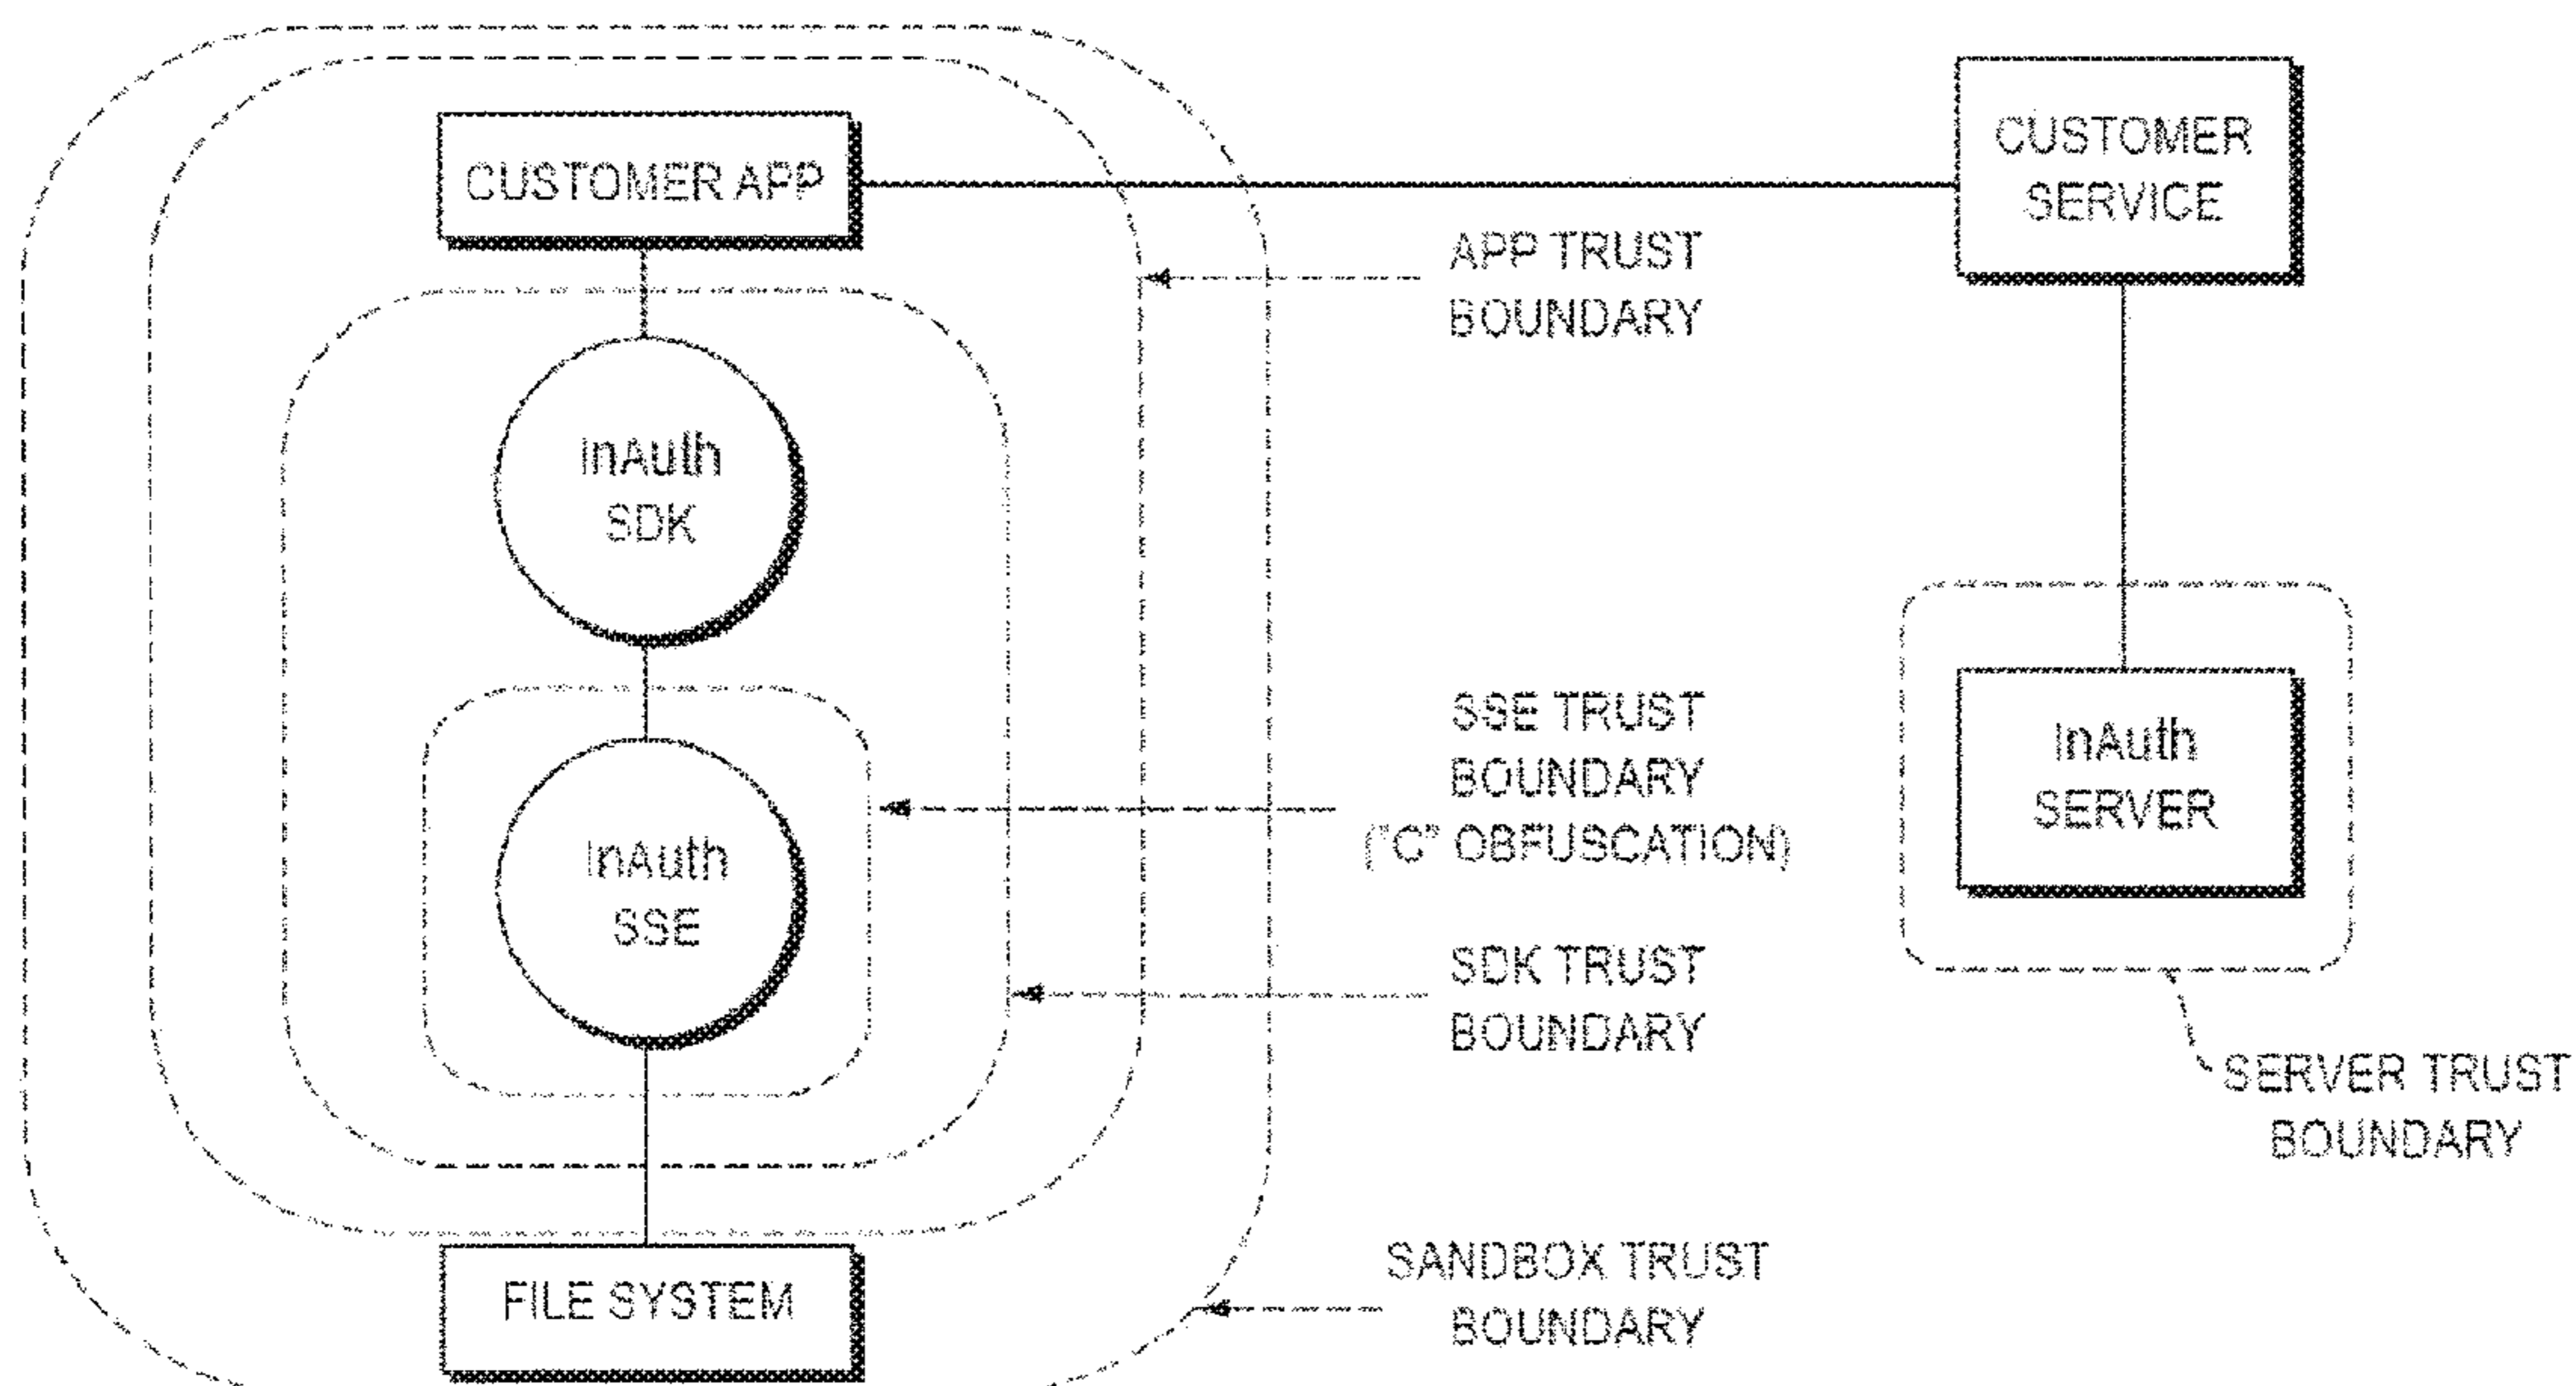 CUSTOMER APP
CUSTOMER
SERVICE
APP TRUST
BOUNDARY
InAuth
SDK
SSE TRUST
BOUNDARY
("C" OBFUSCATION)
InAuth
SERVER
InAuth
SSE
SDK TRUST
BOUNDARY
SERVER TRUST
BOUNDARY
FILE SYSTEM
SANDBOX TRUST
BOUNDARY